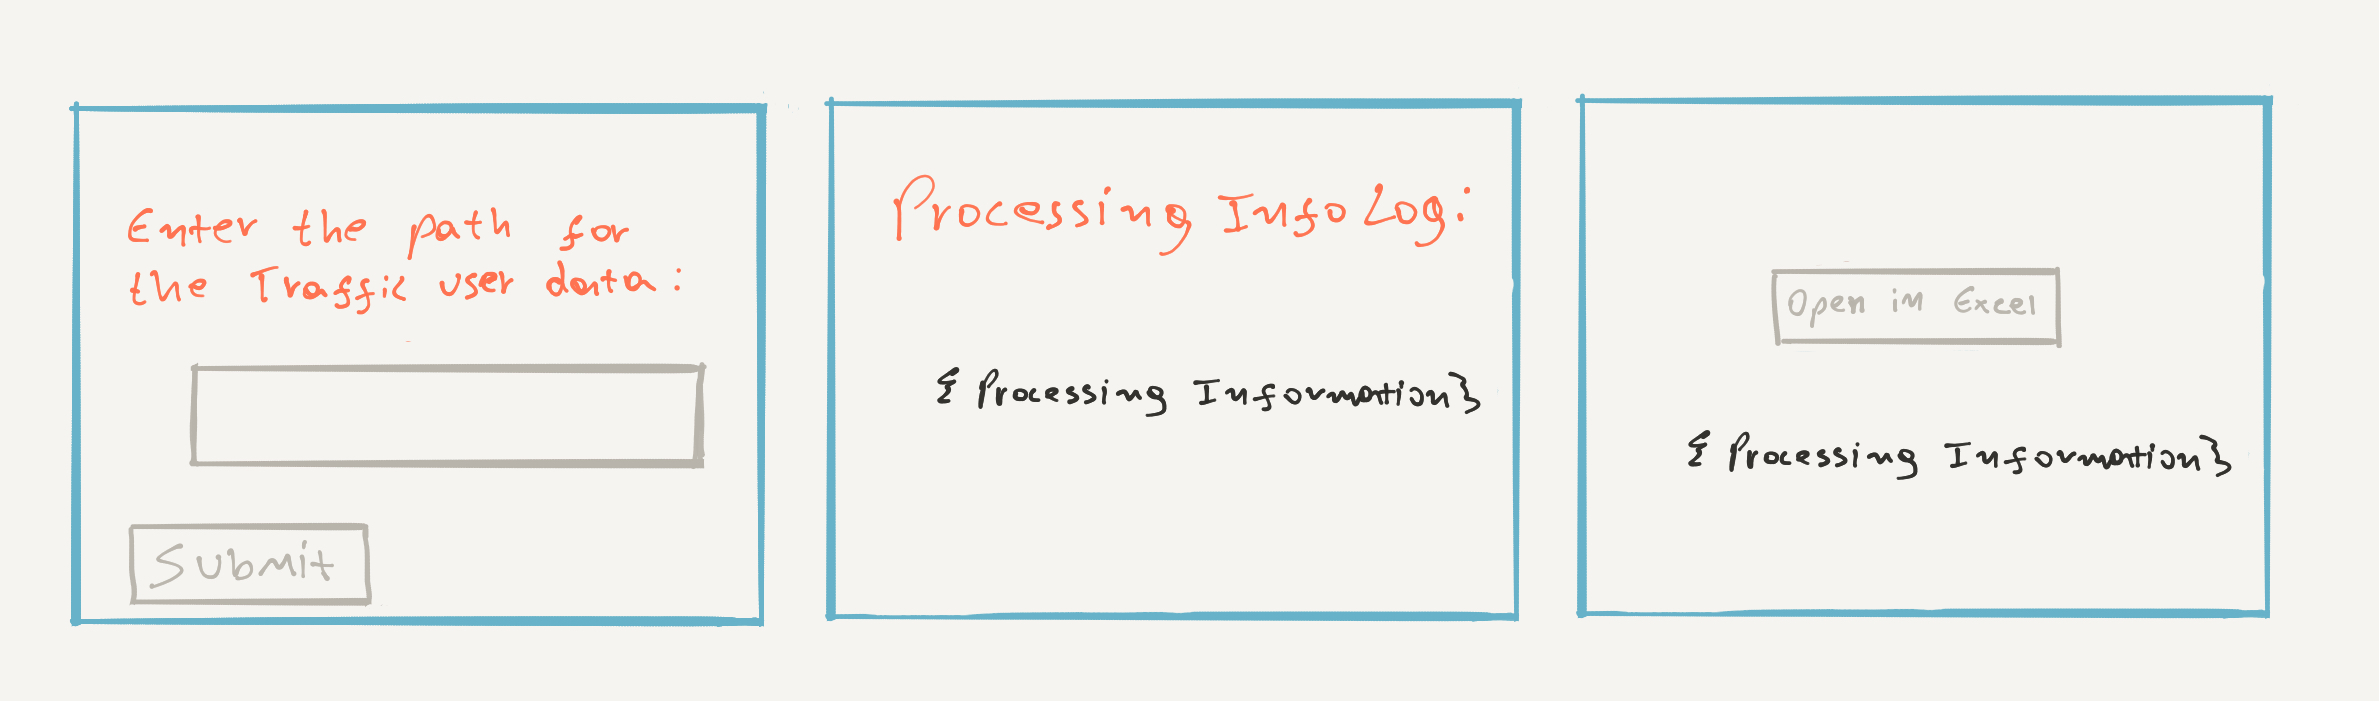 Enter the path for
the Traffic user data:
Submit
Processing Info Log:
{ Processing Information}
Open in Excel
{ Processing Information}